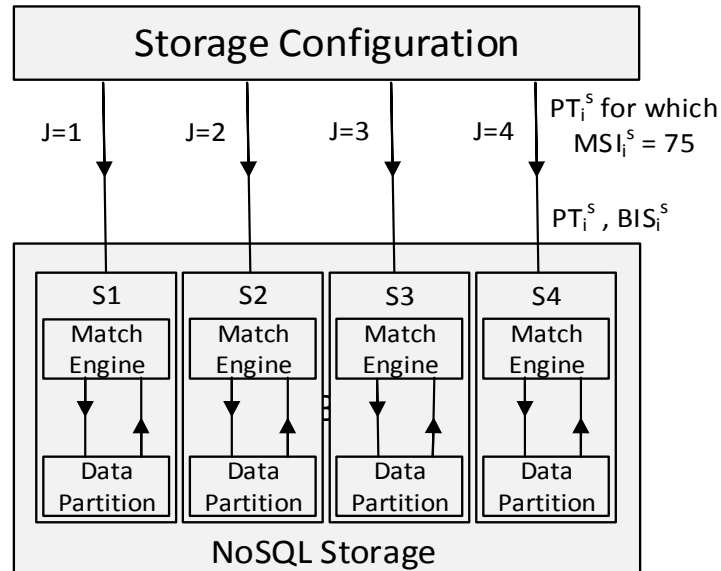 Storage Configuration
J=1
J=2
J=3
J=4
PTᵢˢ for which
MSIᵢˢ = 75
PTᵢˢ , BISᵢˢ
S1
S2
S3
S4
Match
Engine
Match
Engine
Match
Engine
Match
Engine
Data
Partition
Data
Partition
Data
Partition
Data
Partition
NoSQL Storage